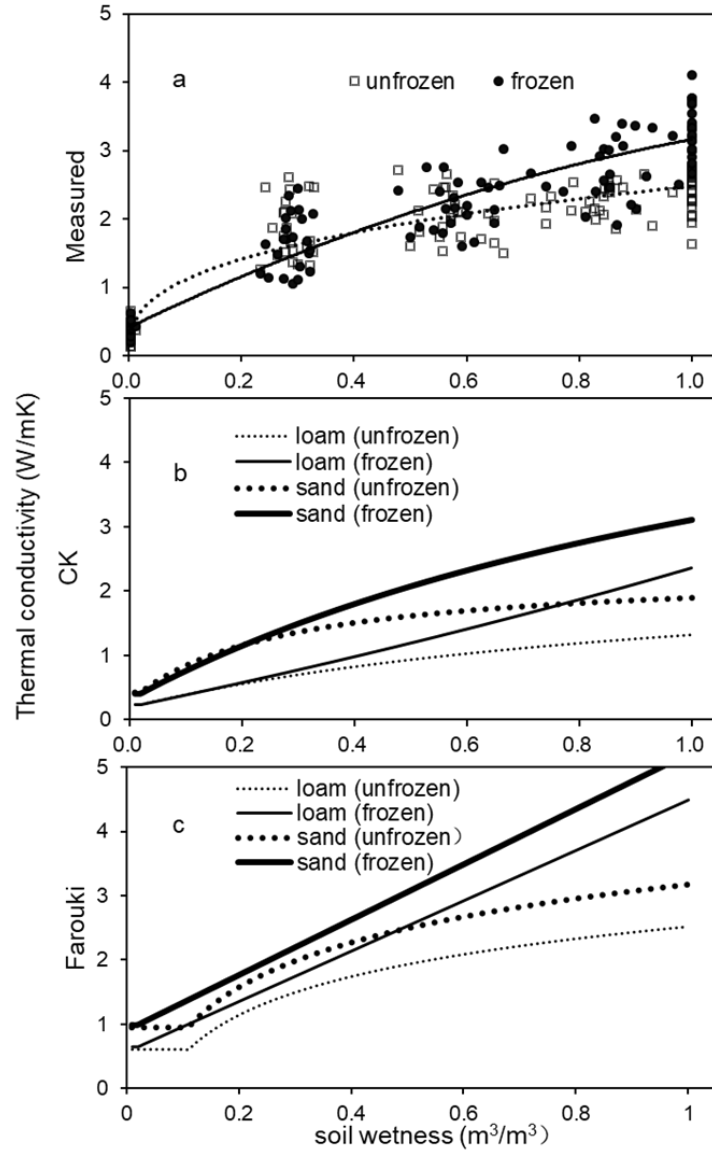 5
4
3
2
1
0
a
unfrozen
frozen
Measured
0.0 0.2 0.4 0.6 0.8 1.0
Thermal conductivity (W/mK)
5
4
3
2
1
0
loam (unfrozen)
loam (frozen)
sand (unfrozen)
sand (frozen)
b
CK
0.0 0.2 0.4 0.6 0.8 1.0
5
4
3
2
1
0
loam (unfrozen)
loam (frozen)
sand (unfrozen）
sand (frozen)
c
Farouki
0 0.2 0.4 0.6 0.8 1
soil wetness (m³/m³）